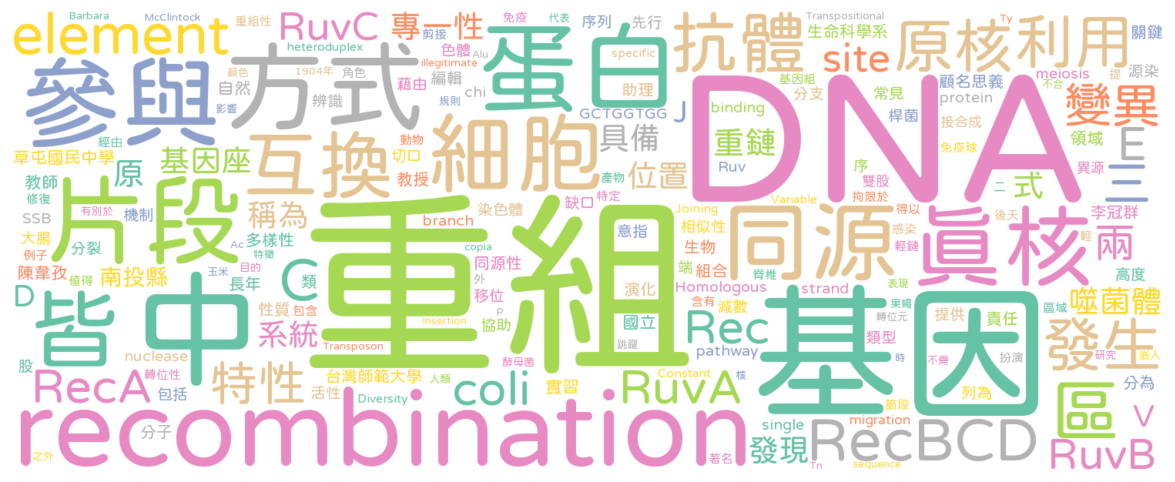 Barbara McClintock 重組性 免疫 代表 序列 先行 Transpositional Ty 關鍵
element RuvC 專一性 蛋白 抗體 生命科學系 原核 利用
heteroduplex 剪接 Alu specific
參與 方式 顏色 1904年 角色 色體 illegitimate 編輯 助理 site 基因組 不合 提 源染
自然 辨識 藉由 chi GCTGGTGG J binding 分支 常見 顧名思義 meiosis 變異
影響 規則 protein 桿菌 接合成
草屯國民中學 經由 基因座 互換 動物 切口 細胞 具備 DNA 重鏈 免疫球 領域 E
教師 原 教授 產物 特定 位置 Ruv 序 雙股 異源 三
修復 片段 稱為 缺口 二 式
SSB 有別於 機制 染色體 branch Joining Variable 拘限於 得以 後天 李冠群
大腸 分裂 多樣性 重組 意指 相似性 同源 感染 輕鏈 眞核 兩
例子 Ac copia 特徵 生物 輕
陳韋孜 值得 玉米 目的 長年 同源性 端 組合 脊椎 表現 高度
南投縣 類 外 移位 演化 Homologous strand 含有 減數 果蠅 區域 噬菌體
D 皆 中 C 性質 包含 P Rec 基因 轉位元 提供 責任
系統 Insertion 協助 國立 類型 時 發生
nuclease Transposon 跳躍 pathway 不需 扮演 研究 嵌入
股 轉位性 台灣師範大學 酵母菌 核
RecA 包括 特性 活性 人類 coli 實習 RuvA Constant 列為 分為
Diversity 節段 區 V
recombination 分子 single migration RecBCD
之外 著名 發現 Tn sequence RuvB